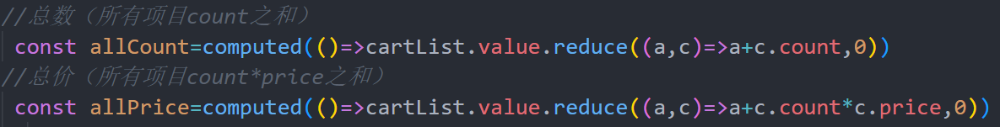 //总数（所有项目count之和）
const allCount=computed(()=>cartList.value.reduce((a,c)=>a+c.count,0))
//总价（所有项目count*price之和）
const allPrice=computed(()=>cartList.value.reduce((a,c)=>a+c.count*c.price,0))